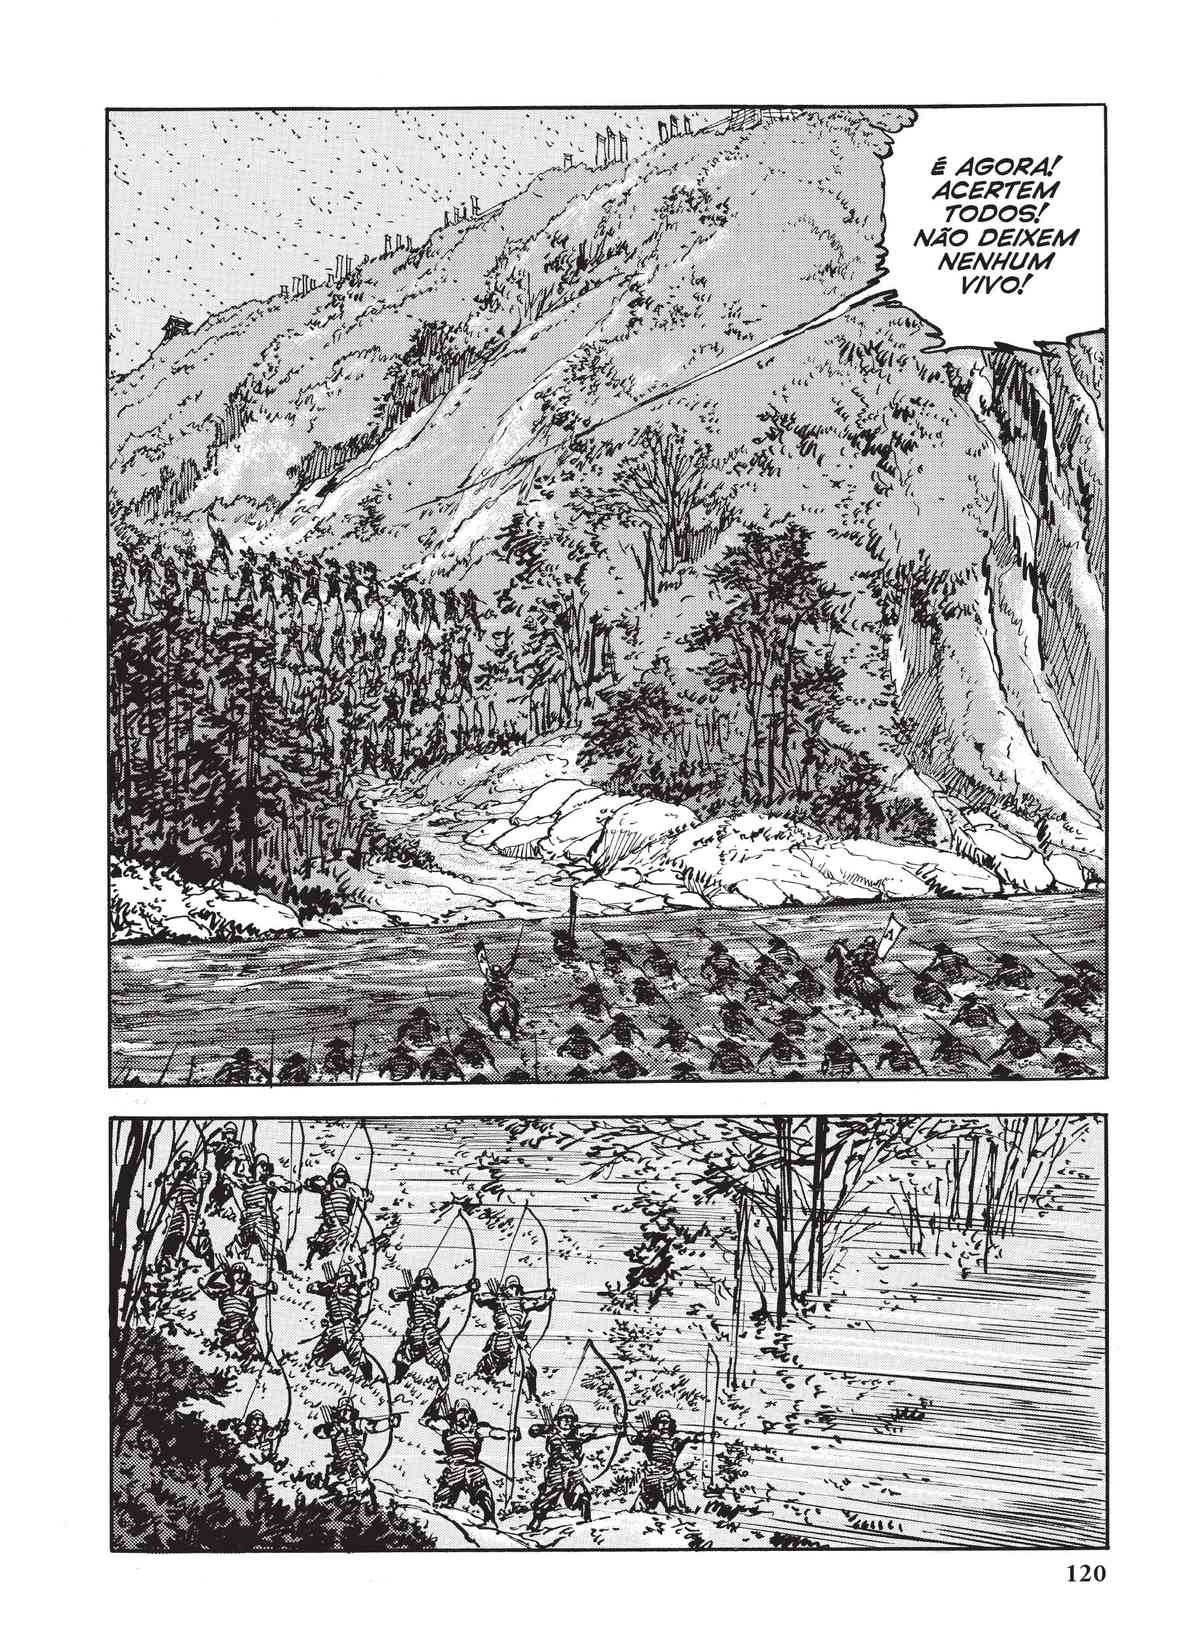 É AGORA!
ACERTEM
TODOS!
NÃO DEIXEM
NENHUM
VIVO!
A
120